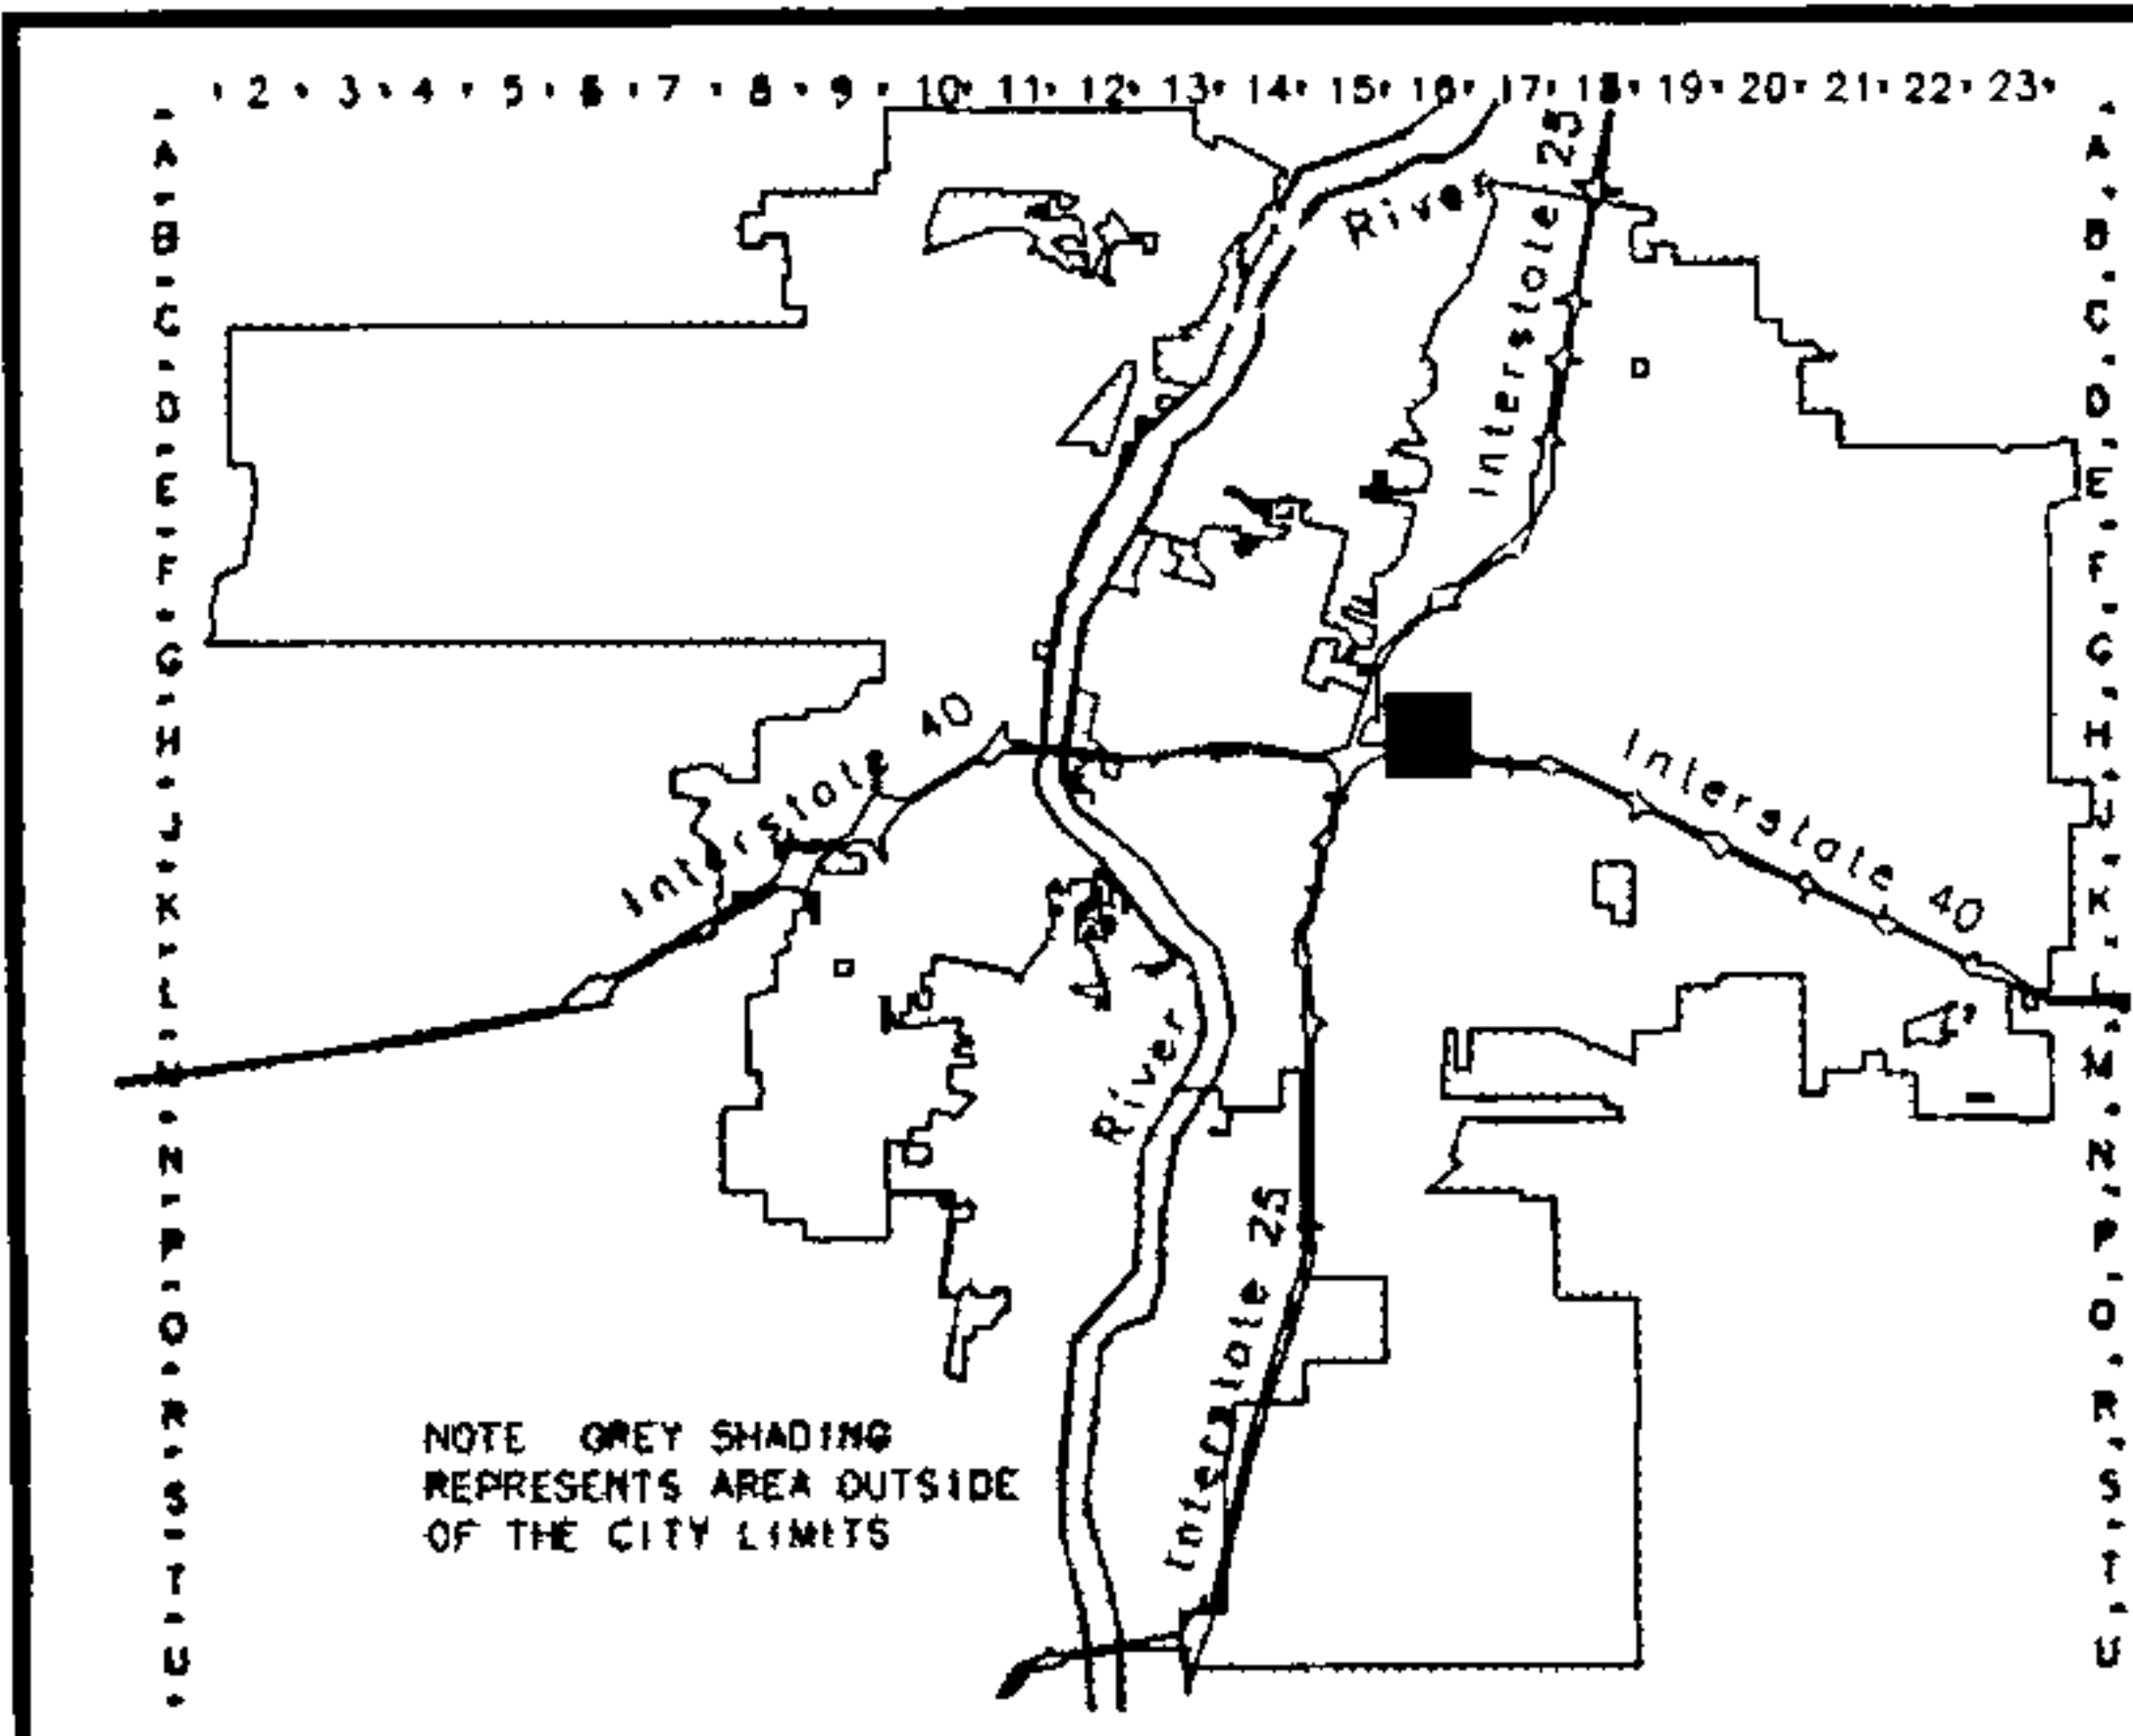 2 3 4 5 6 7 8 9 10 11 12 13 14 15 16 17 18 19 20 21 22 23
A A
B B
C C
D D
E E
F F
G G
H H
J J
K K
L L
M M
N N
P P
Q Q
R R
S S
T T
U U
River
Interstate 25
Interstate 40
Interstate 40
River
Interstate 25
NOTE GREY SHADING
REPRESENTS AREA OUTSIDE
OF THE CITY LIMITS